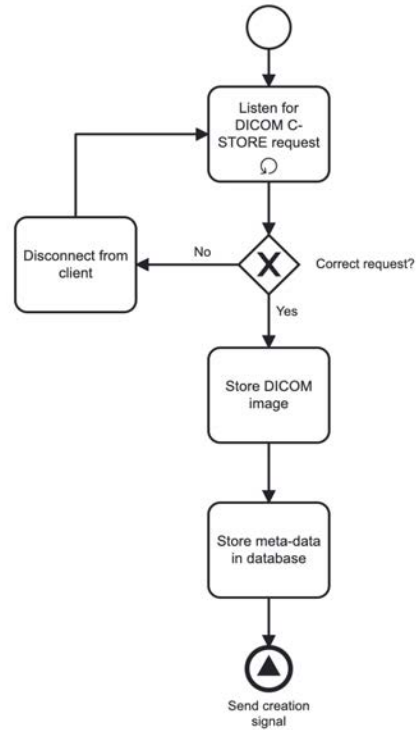 Listen for
DICOM C-
STORE request
Disconnect from
client
No
X
Correct request?
Yes
Store DICOM
image
Store meta-data
in database
Send creation
signal